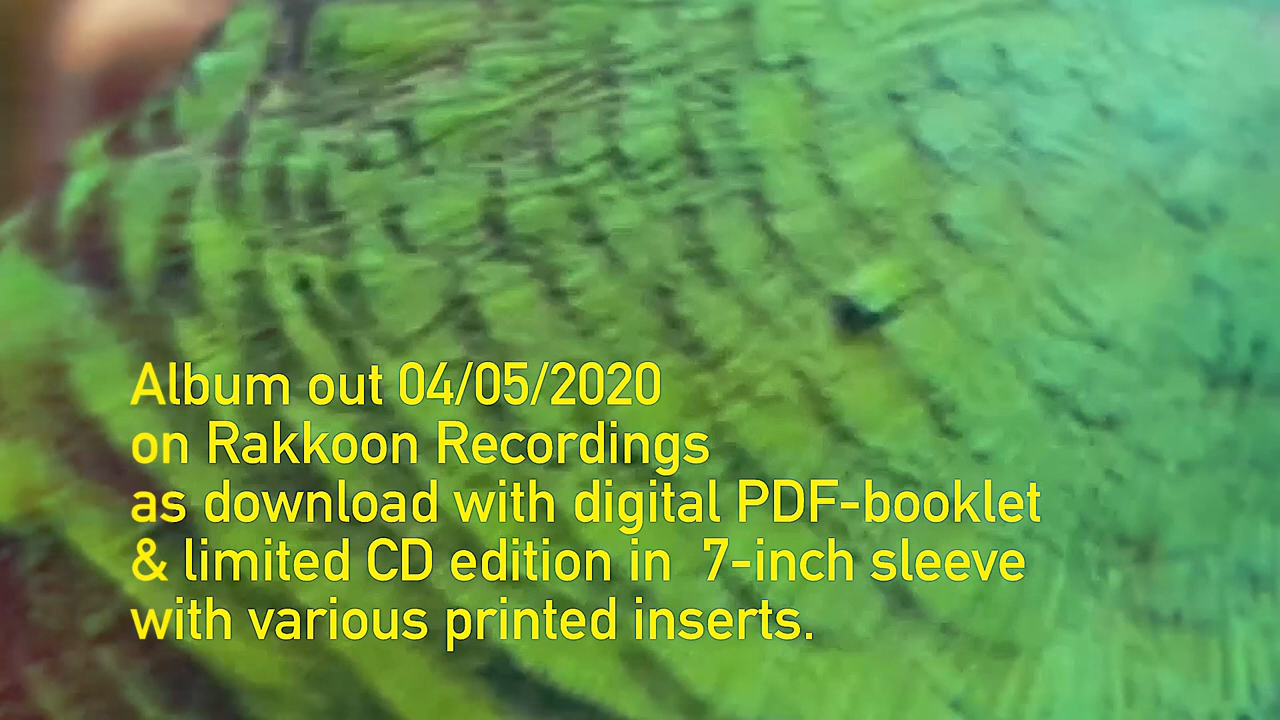 Album out 04/05/2020
on Rakkoon Recordings
as download with digital PDF-booklet
& limited CD edition in  7-inch sleeve
with various printed inserts.